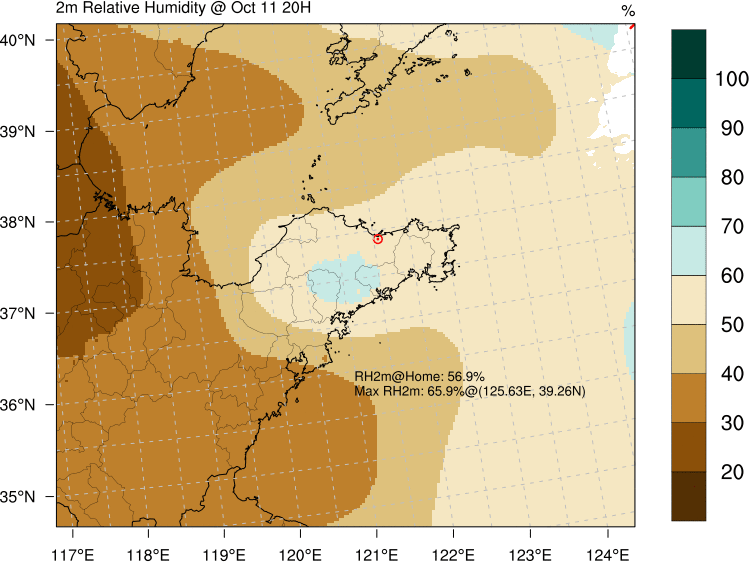 2m Relative Humidity @ Oct 11 20H
%
40°N
39°N
38°N
37°N
36°N
35°N
100
90
80
70
60
50
40
30
20
RH2m@Home: 56.9%
Max RH2m: 65.9%@(125.63E, 39.26N)
117°E 118°E 119°E 120°E 121°E 122°E 123°E 124°E